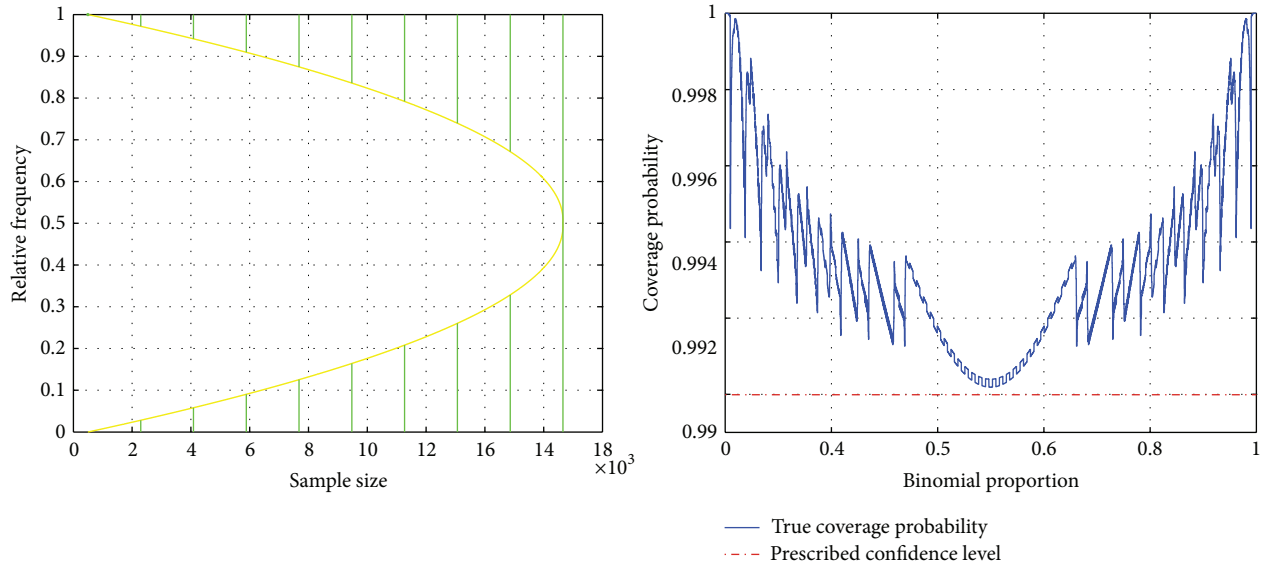 1
0.9
0.8
0.7
0.6
0.5
0.4
0.3
0.2
0.1
0
Relative frequency
0 2 4 6 8 10 12 16 14 18
×10³
Sample size
1
0.998
0.996
0.994
0.992
0.99
Coverage probability
0 0.4 0.5 0.6 0.8 1
Binomial proportion
True coverage probability
Prescribed confidence level